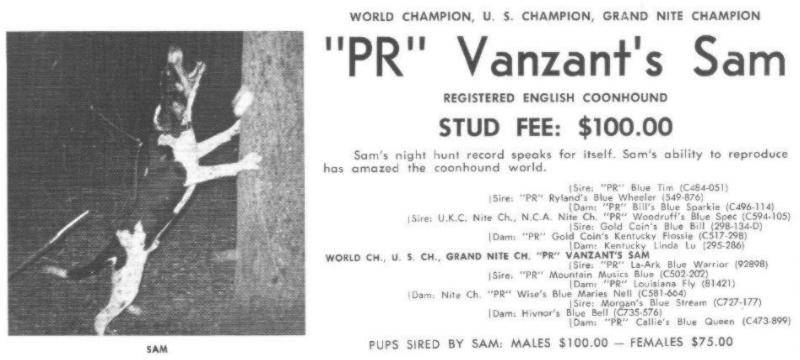 WORLD CHAMPION, U. S. CHAMPION, GRAND NITE CHAMPION
"PR" Vanzant's Sam
REGISTERED ENGLISH COONHOUND
STUD FEE: $100.00
Sam's night hunt record speaks for itself. Sam's ability to reproduce
has amazed the coonhound world.
|Sire: "PR" Blue Tim (C484-051)
|Sire: "PR" Ryland's Blue Wheeler (549-876)
|Dam: "PR" Bill's Blue Sparkie (C496-114)
|Sire: U.K.C. Nite Ch., N.C.A. Nite Ch. "PR" Woodruff's Blue Spec (C594-105)
|Sire: Gold Coin's Blue Bill (298-134-D)
|Dam: "PR" Gold Coin's Kentucky Flossie (C517-298)
|Dam: Kentucky Linda Lu (295-286)
WORLD CH., U. S. CH., GRAND NITE CH. "PR" VANZANT'S SAM
|Sire: "PR" La-Ark Blue Warrior (92898)
|Sire: "PR" Mountain Musics Blue (C502-202)
|Dam: "PR" Louisiana Fly (81421)
|Dam: Nite Ch. "PR" Wise's Blue Maries Nell (C581-664)
|Sire: Morgan's Blue Stream (C727-177)
|Dam: Hivnor's Blue Bell (C735-576)
|Dam: "PR" Callie's Blue Queen (C473-899)
PUPS SIRED BY SAM: MALES $100.00 — FEMALES $75.00
SAM